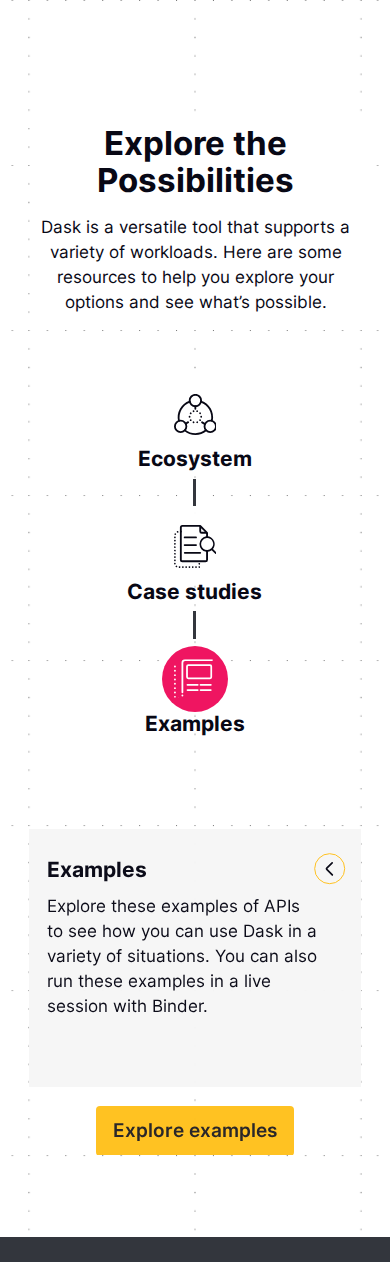 Explore the
Possibilities
Dask is a versatile tool that supports a
variety of workloads. Here are some
resources to help you explore your
options and see what’s possible.
Ecosystem
Case studies
Examples
Examples
Explore these examples of APIs
to see how you can use Dask in a
variety of situations. You can also
run these examples in a live
session with Binder.
Explore examples